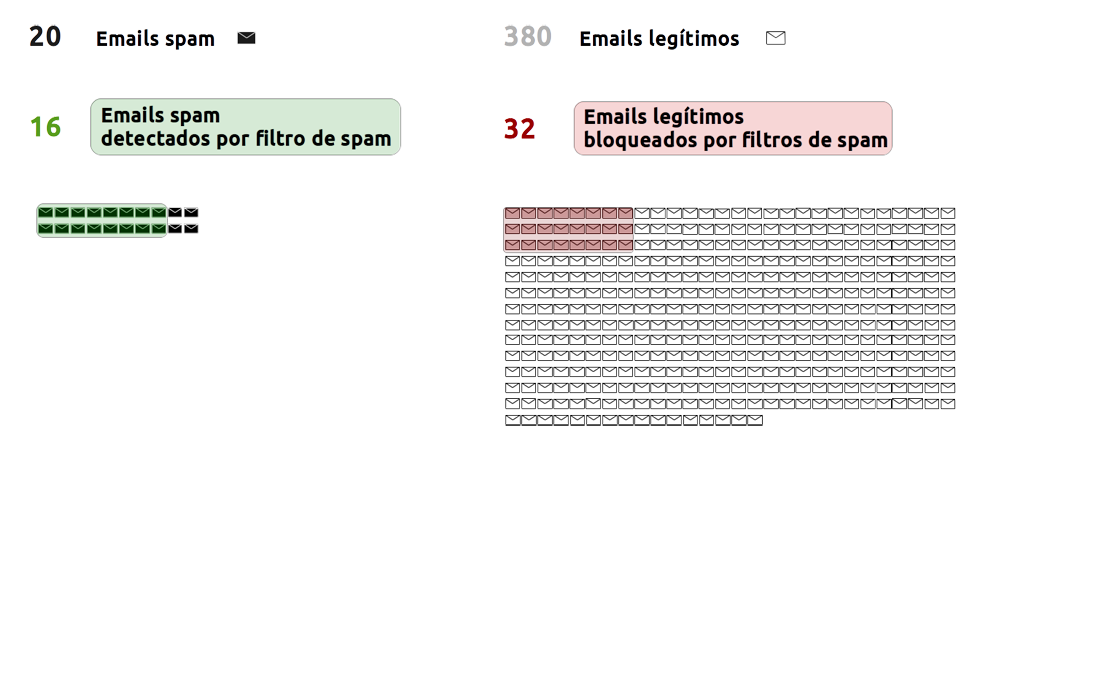 20 Emails spam
380 Emails legítimos
16 Emails spam
detectados por filtro de spam
32 Emails legítimos
bloqueados por filtros de spam